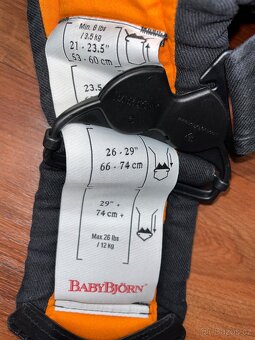 Min. 8 lb
/ 3.5 kg
21 - 23.5"
53 - 60 cm
23.5
26 - 29"
66 - 74 cm
29" +
74 cm +
Max 26 lbs
/ 12 kg
BABYBJÖRN